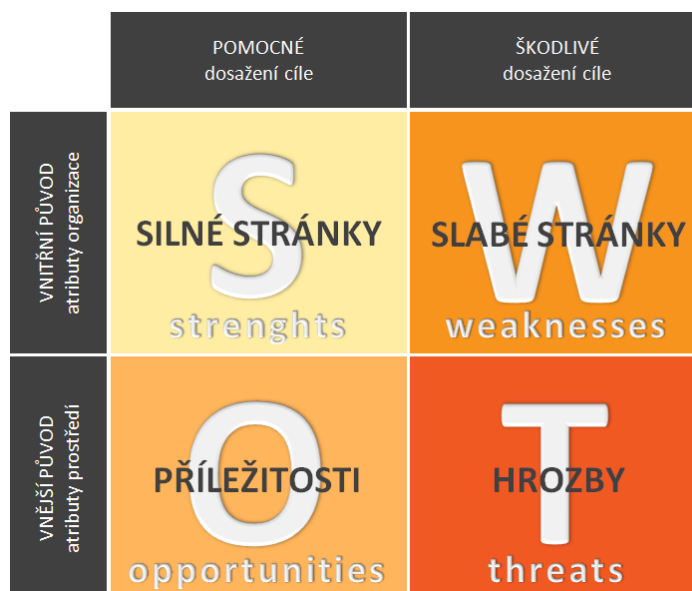 POMOCNÉ
dosažení cíle
ŠKODLIVÉ
dosažení cíle
VNITŘNÍ PŮVOD
atributy organizace
S
SILNÉ STRÁNKY
strenghts
W
SLABÉ STRÁNKY
weaknesses
VNĚJŠÍ PŮVOD
atributy prostředí
O
PŘÍLEŽITOSTI
opportunities
T
HROZBY
threats